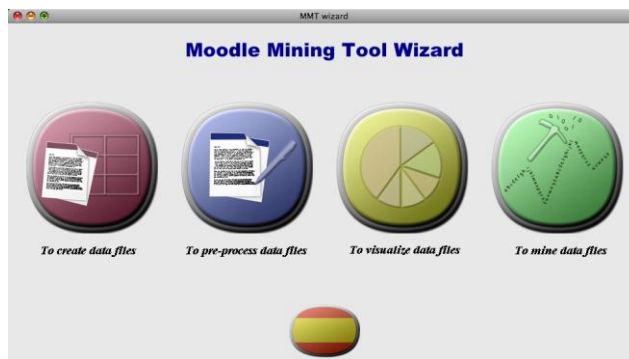 MMT wizard
Moodle Mining Tool Wizard
To create data files
To pre-process data files
To visualize data files
To mine data files